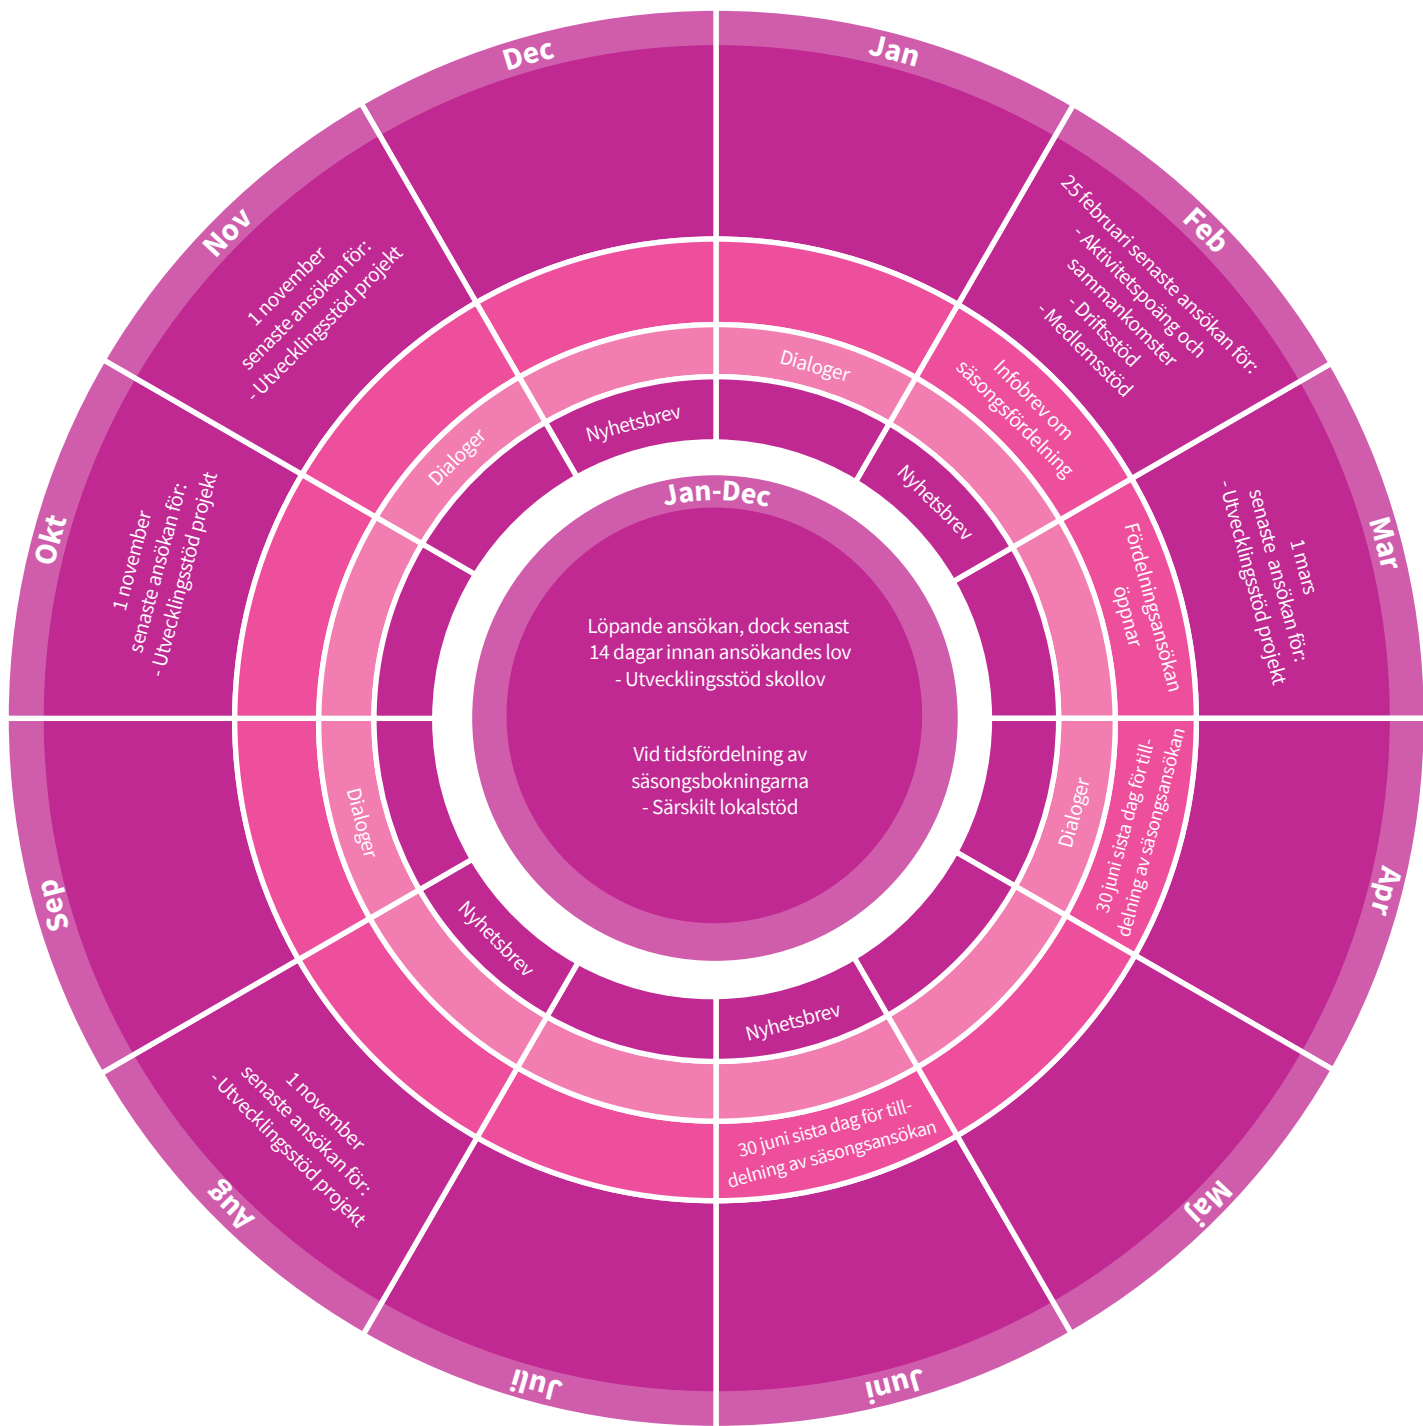 Jan
Dialoger
Feb
25 februari senaste ansökan för:
- Aktivitetspoäng och
sammankomster
- Driftsstöd
- Medlemsstöd
Infobrev om
säsongsfördelning
Nyhetsbrev
Mar
1 mars
senaste ansökan för:
- Utvecklingsstöd projekt
Fördelningsansökan
öppnar
Apr
30 juni sista dag för till-
delning av säsongsansökan
Dialoger
Maj
Juni
30 juni sista dag för till-
delning av säsongsansökan
Nyhetsbrev
Juli
Aug
1 november
senaste ansökan för:
- Utvecklingsstöd projekt
Nyhetsbrev
Sep
Dialoger
Okt
1 november
senaste ansökan för:
- Utvecklingsstöd projekt
Nov
1 november
senaste ansökan för:
- Utvecklingsstöd projekt
Dialoger
Dec
Nyhetsbrev
Jan-Dec
Löpande ansökan, dock senast
14 dagar innan ansökandes lov
- Utvecklingsstöd skollov
Vid tidsfördelning av
säsongsbokningarna
- Särskilt lokalstöd